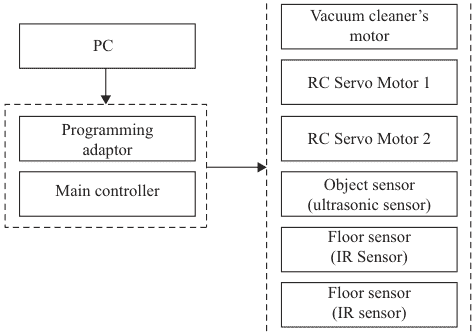 PC
Programming
adaptor
Main controller
Vacuum cleaner's
motor
RC Servo Motor 1
RC Servo Motor 2
Object sensor
(ultrasonic sensor)
Floor sensor
(IR Sensor)
Floor sensor
(IR sensor)